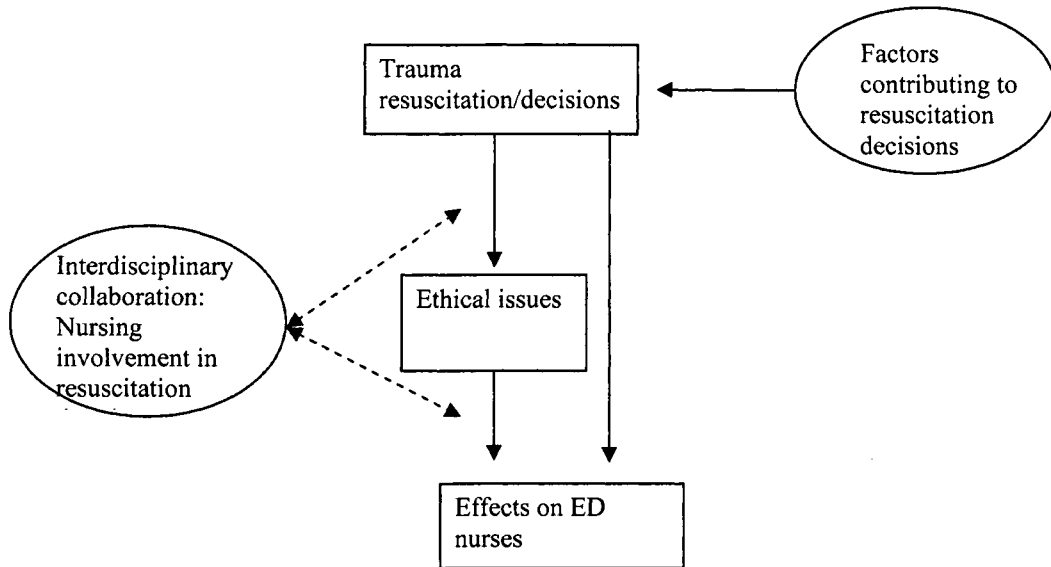 Trauma
resuscitation/decisions
Factors
contributing to
resuscitation
decisions
Interdisciplinary
collaboration:
Nursing
involvement in
resuscitation
Ethical issues
Effects on ED
nurses